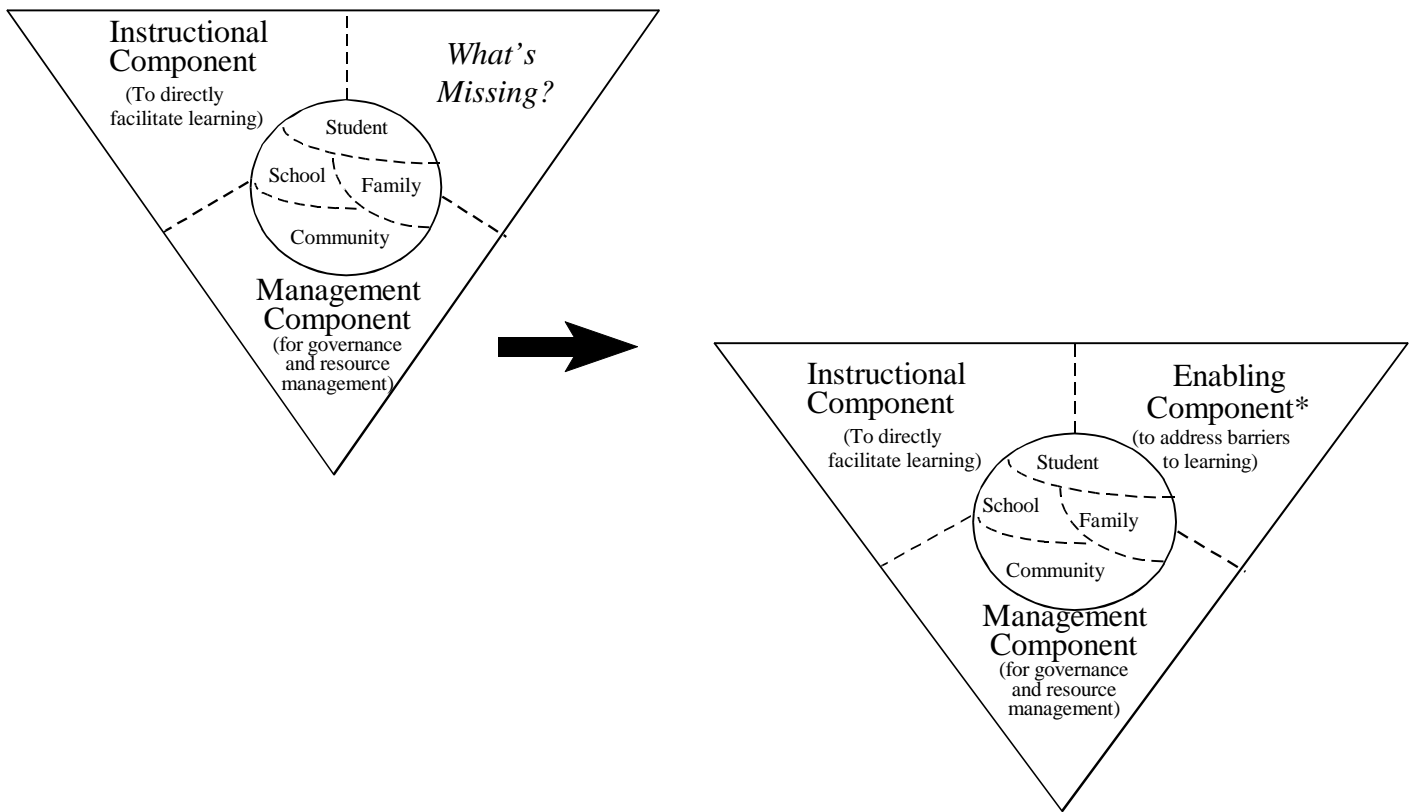 Instructional
Component
(To directly
facilitate learning)
What's
Missing?
Student
School
Family
Community
Management
Component
(for governance
and resource
management)
Instructional
Component
(To directly
facilitate learning)
Enabling
Component*
(to address barriers
to learning)
Student
School
Family
Community
Management
Component
(for governance
and resource
management)